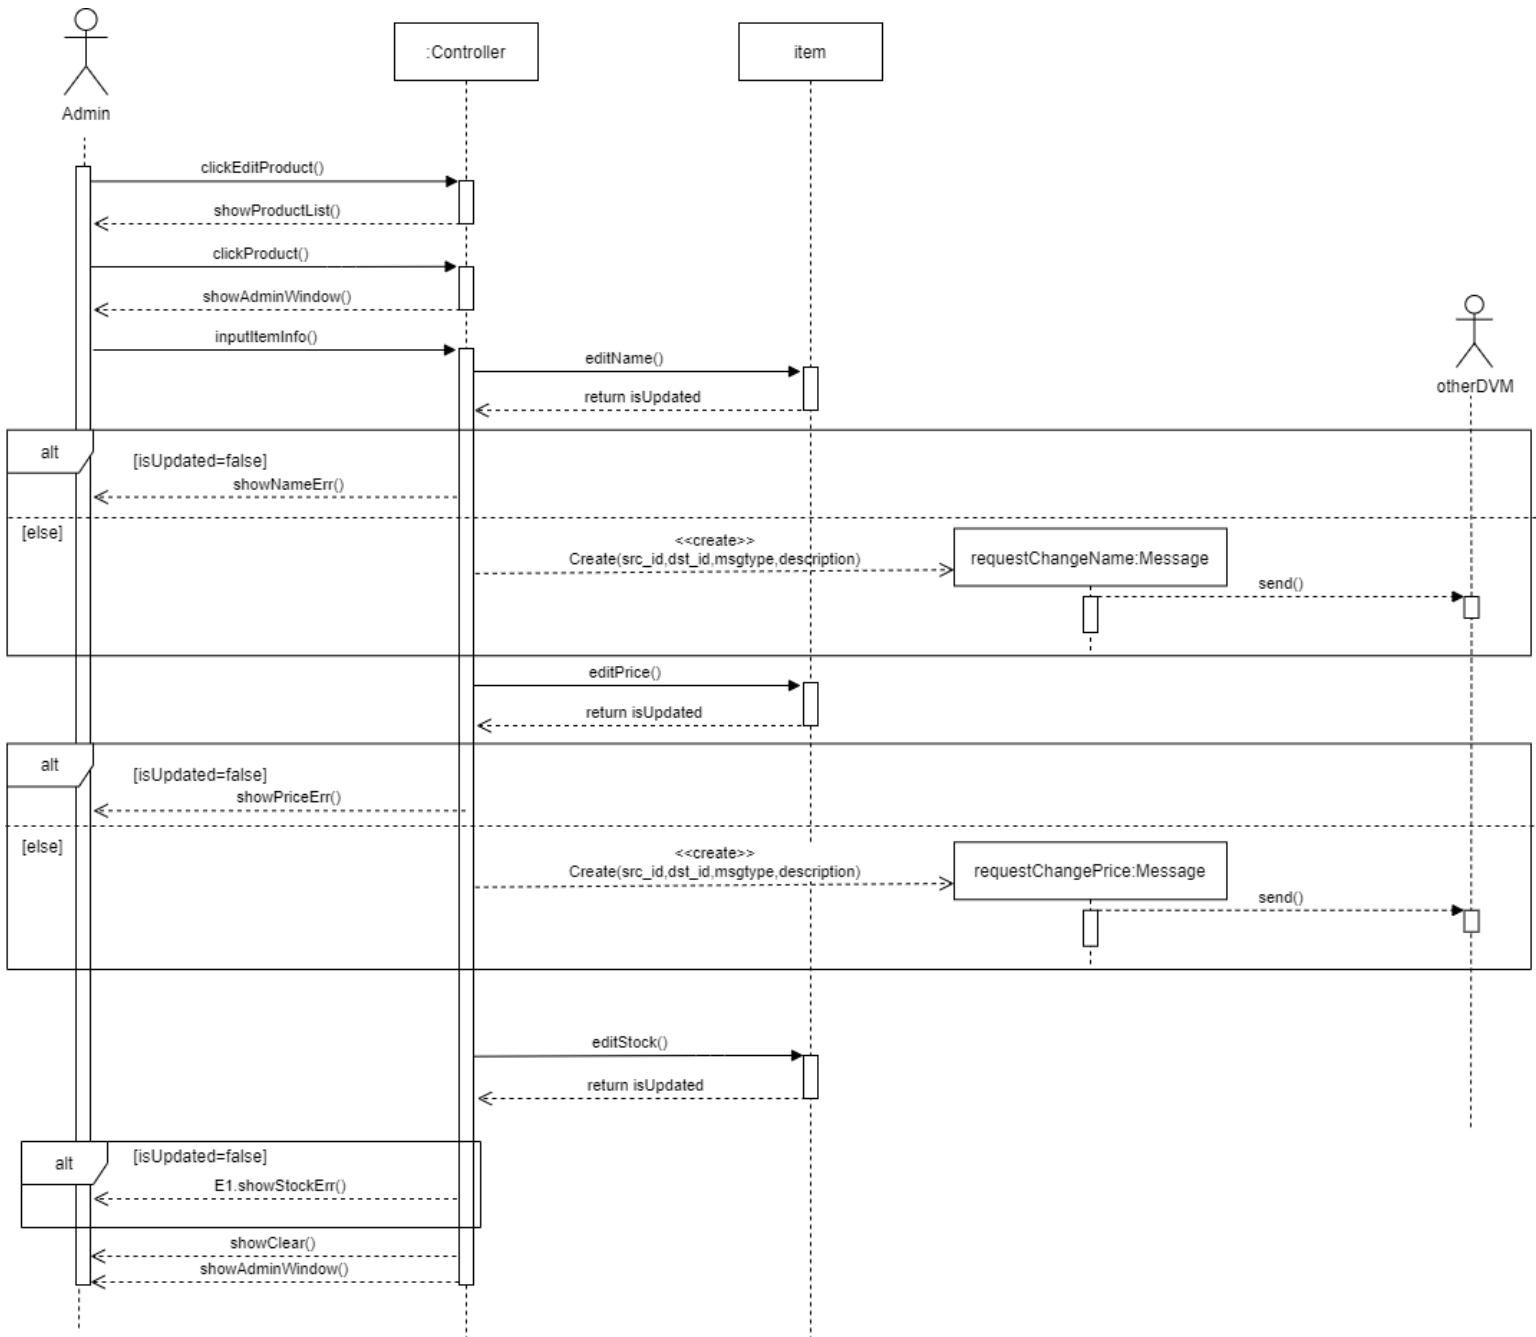 :Controller
item
Admin
clickEditProduct()
showProductList()
clickProduct()
showAdminWindow()
inputItemInfo()
editName()
otherDVM
return isUpdated
alt
[isUpdated=false]
showNameErr()
[else]
<<create>>
Create(src_id,dst_id,msgtype,description)
requestChangeName:Message
send()
editPrice()
return isUpdated
alt
[isUpdated=false]
showPriceErr()
[else]
<<create>>
Create(src_id,dst_id,msgtype,description)
requestChangePrice:Message
send()
editStock()
return isUpdated
alt
[isUpdated=false]
E1.showStockErr()
showClear()
showAdminWindow()